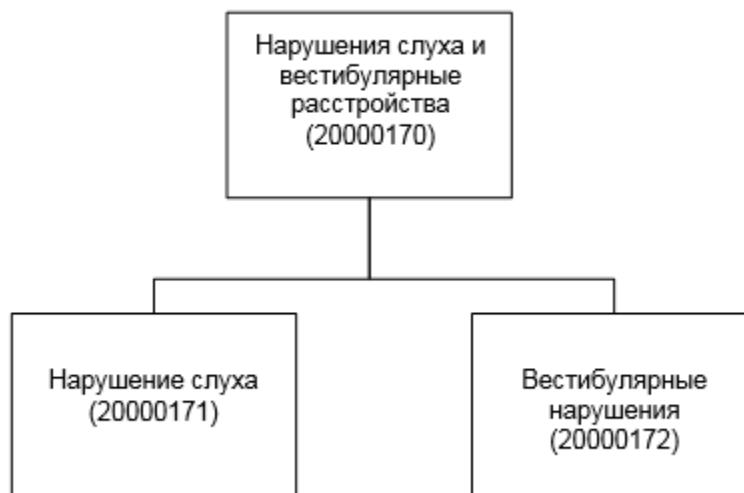 Нарушения слуха и
вестибулярные
расстройства
(20000170)
Нарушение слуха
(20000171)
Вестибулярные
нарушения
(20000172)